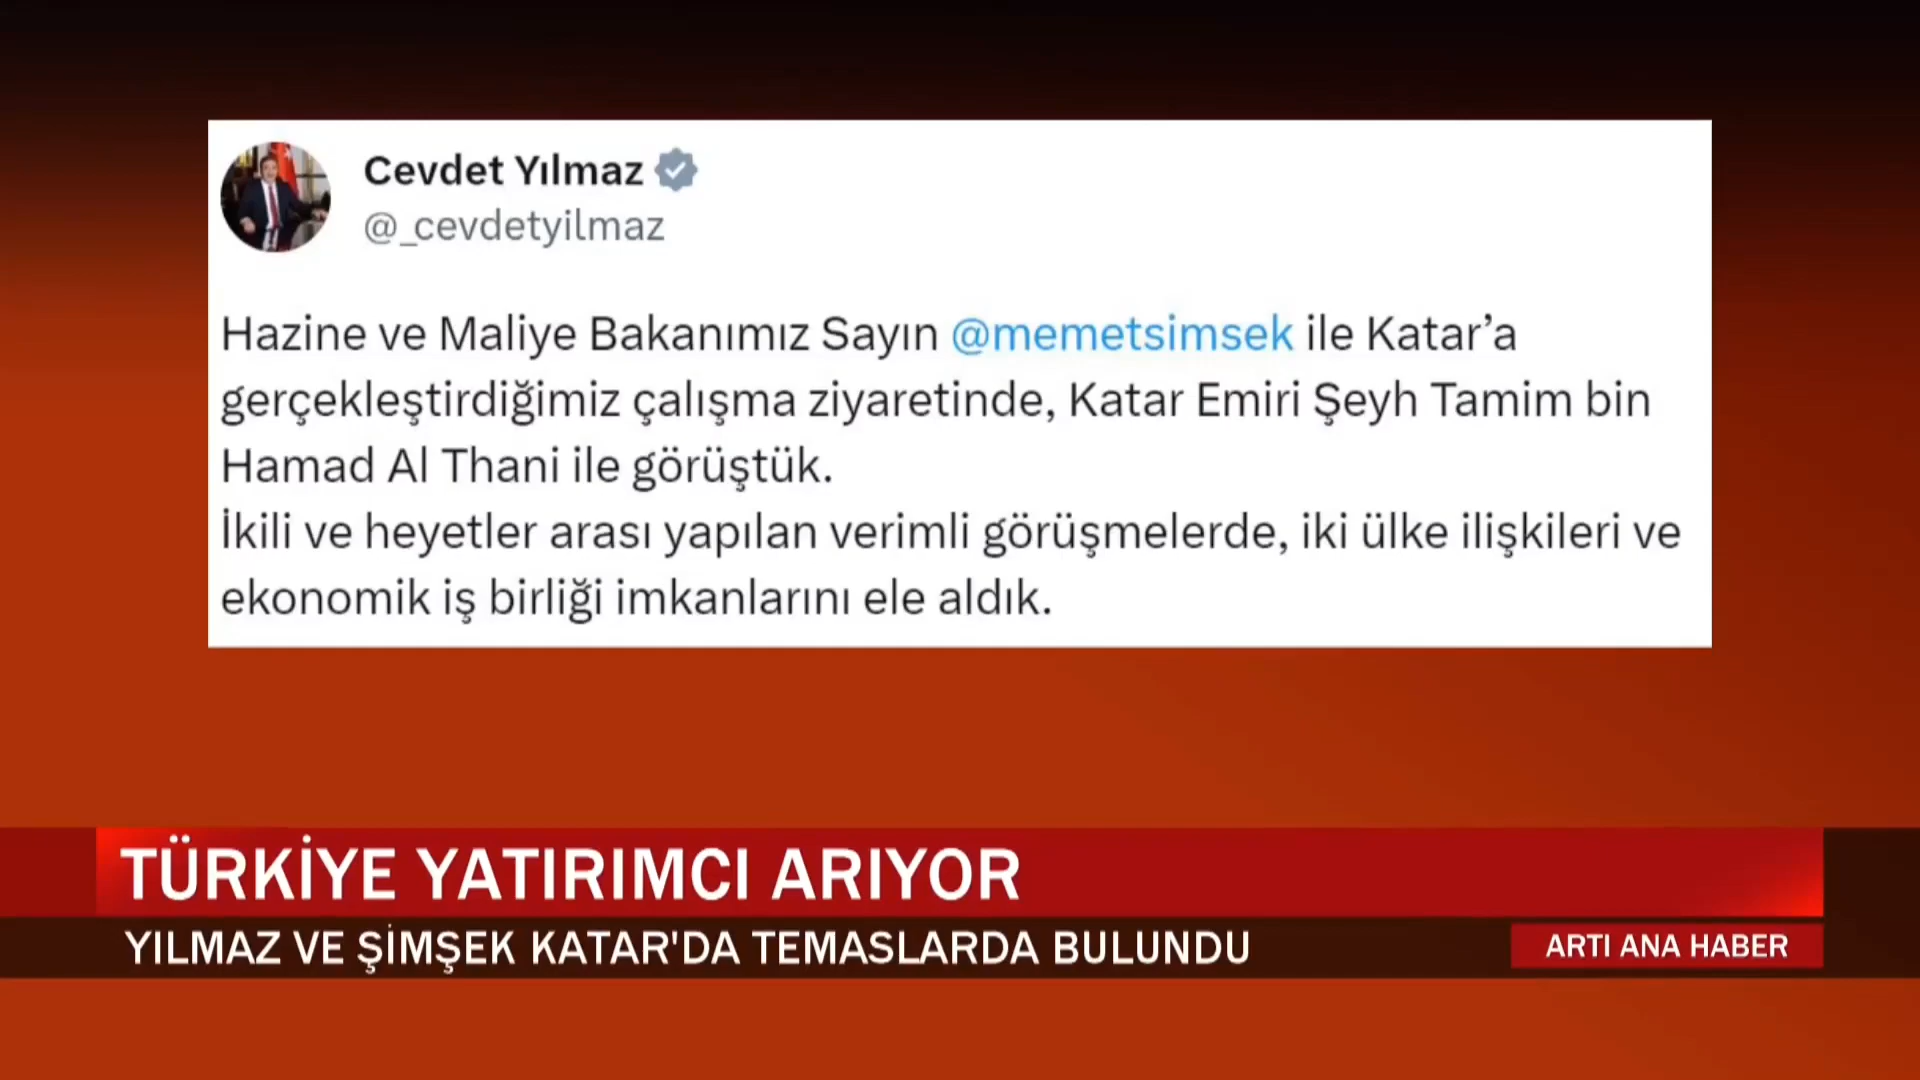 Cevdet Yılmaz
@_cevdetyilmaz
Hazine ve Maliye Bakanımız Sayın @memetsimsek ile Katar’a
gerçekleştirdiğimiz çalışma ziyaretinde, Katar Emiri Şeyh Tamim bin
Hamad Al Thani ile görüştük.
İkili ve heyetler arası yapılan verimli görüşmelerde, iki ülke ilişkileri ve
ekonomik iş birliği imkanlarını ele aldık.
TÜRKİYE YATIRIMCI ARIYOR
YILMAZ VE ŞİMŞEK KATAR'DA TEMASLARDA BULUNDU
ARTI ANA HABER